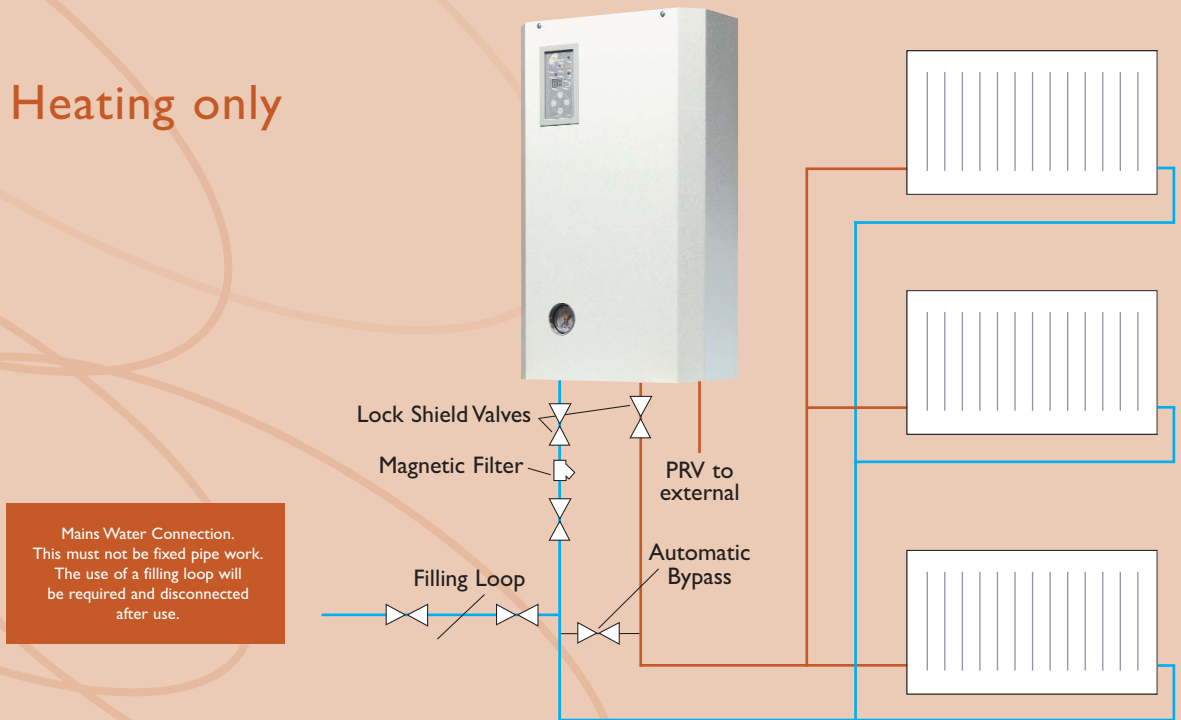 Heating only
Lock Shield Valves
Magnetic Filter
PRV to
external
Mains Water Connection.
This must not be fixed pipe work.
The use of a filling loop will
be required and disconnected
after use.
Filling Loop
Automatic
Bypass